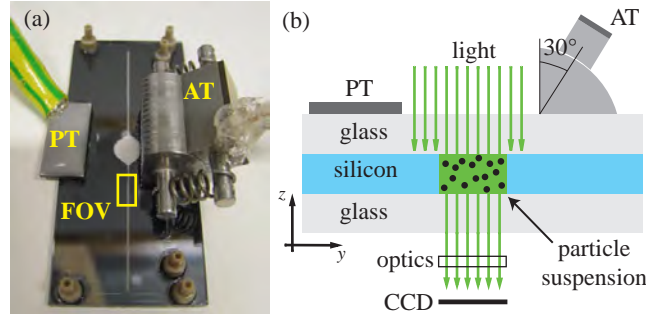 (a)
PT
AT
FOV
(b)
AT
30°
light
PT
glass
silicon
glass
z
y
particle
suspension
optics
CCD